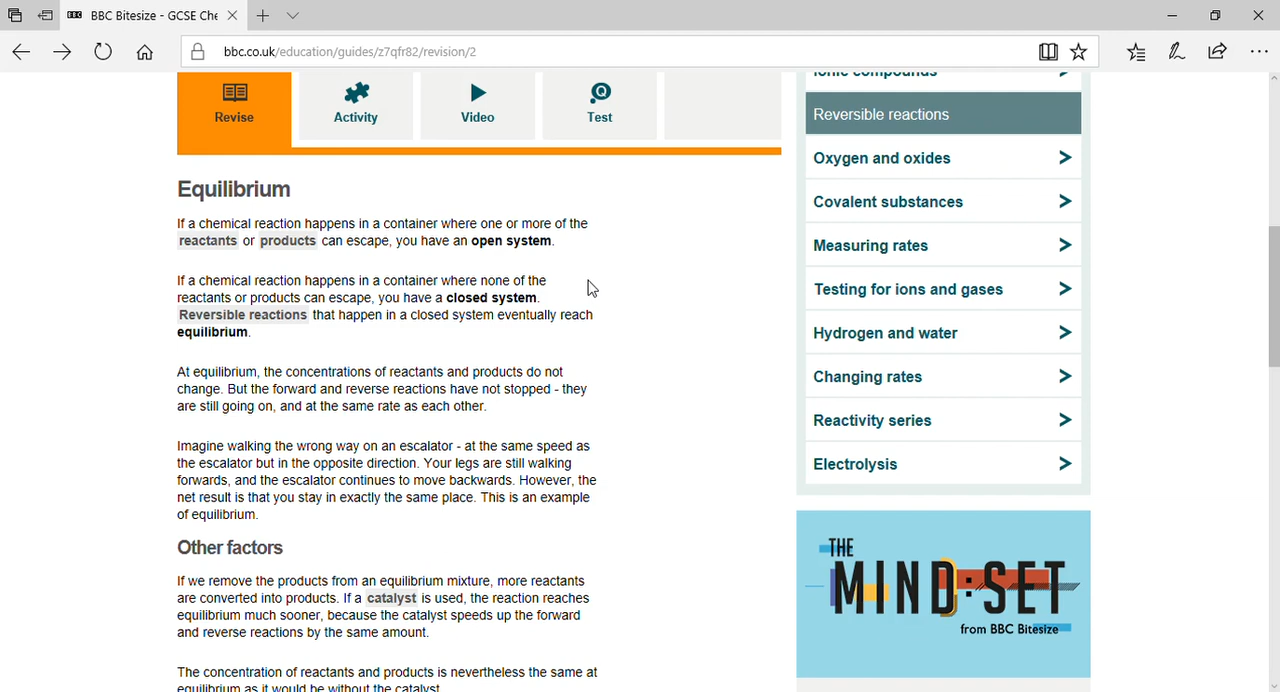 BBC BBC Bitesize - GCSE Che
bbc.co.uk/education/guides/z7qfr82/revision/2
Revise
Activity
Video
Test
Equilibrium
If a chemical reaction happens in a container where one or more of the
reactants or products can escape, you have an open system.
If a chemical reaction happens in a container where none of the
reactants or products can escape, you have a closed system.
Reversible reactions that happen in a closed system eventually reach
equilibrium.
At equilibrium, the concentrations of reactants and products do not
change. But the forward and reverse reactions have not stopped - they
are still going on, and at the same rate as each other.
Imagine walking the wrong way on an escalator - at the same speed as
the escalator but in the opposite direction. Your legs are still walking
forwards, and the escalator continues to move backwards. However, the
net result is that you stay in exactly the same place. This is an example
of equilibrium.
Other factors
If we remove the products from an equilibrium mixture, more reactants
are converted into products. If a catalyst is used, the reaction reaches
equilibrium much sooner, because the catalyst speeds up the forward
and reverse reactions by the same amount.
The concentration of reactants and products is nevertheless the same at
equilibrium as it would be without the catalyst.
Ionic compounds
Reversible reactions
Oxygen and oxides
Covalent substances
Measuring rates
Testing for ions and gases
Hydrogen and water
Changing rates
Reactivity series
Electrolysis
THE
MIND:SET
from BBC Bitesize